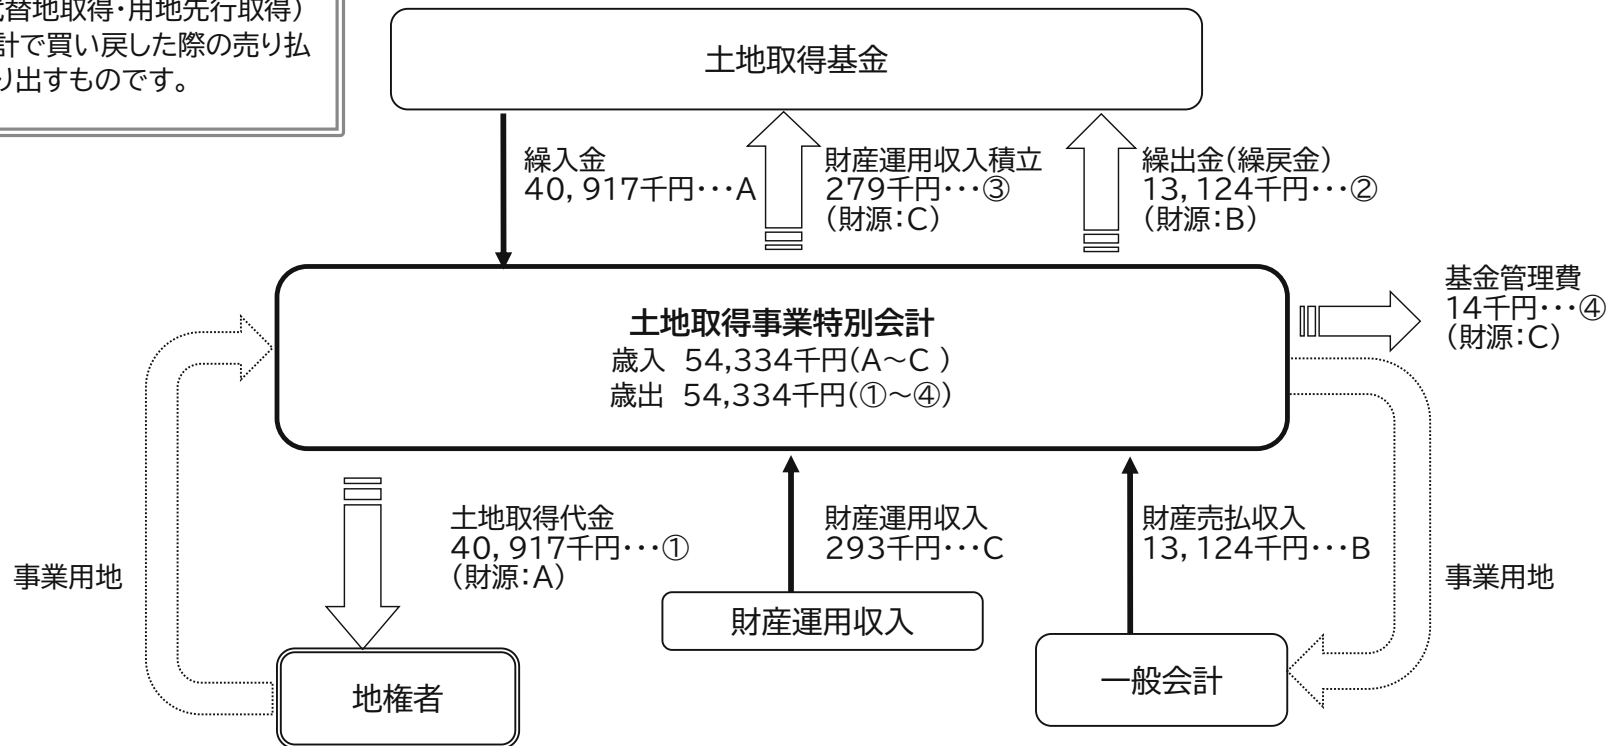 替地取得・用地先行取得)
計で買い戻した際の売り払
り出すものです。
土地取得基金
繰入金
40,917千円･･･A
財産運用収入積立
279千円･･･③
(財源:C)
繰出金(繰戻金)
13,124千円･･･②
(財源:B)
土地取得事業特別会計
歳入 54,334千円(A~C )
歳出 54,334千円(①~④)
基金管理費
14千円･･･④
(財源:C)
土地取得代金
40,917千円･･･①
(財源:A)
財産運用収入
293千円･･･C
財産売払収入
13,124千円･･･B
事業用地
事業用地
財産運用収入
地権者
一般会計